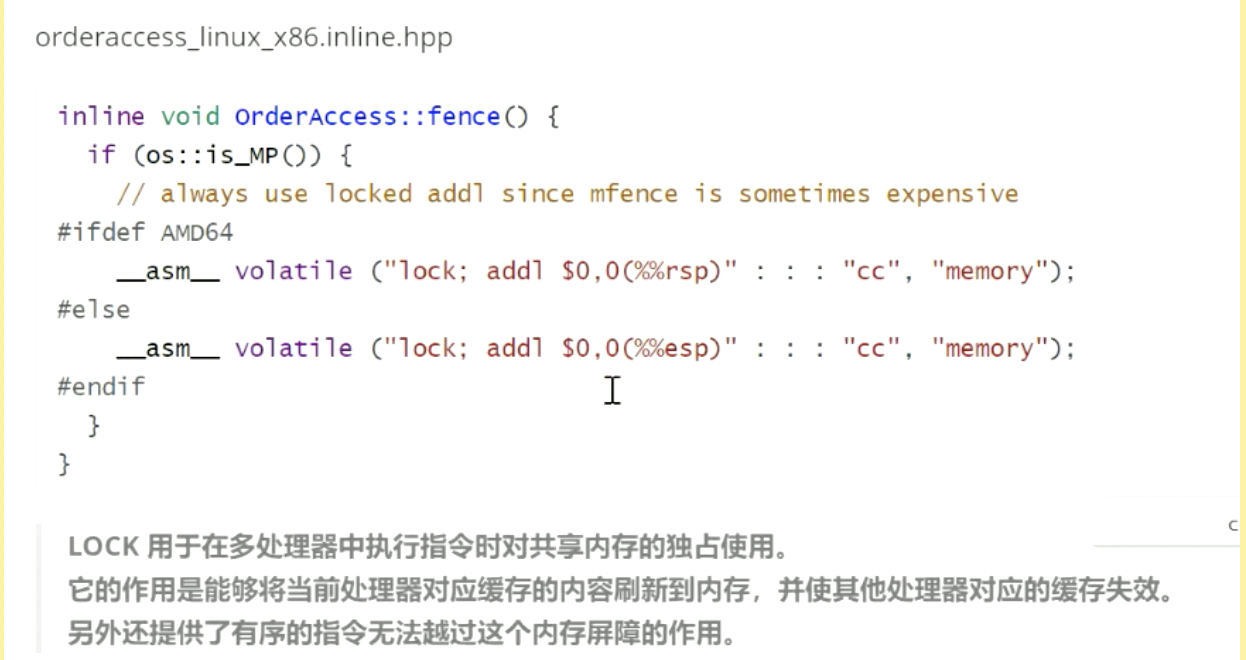 orderaccess_linux_x86.inline.hpp
inline void OrderAccess::fence() {
  if (os::is_MP()) {
    // always use locked addl since mfence is sometimes expensive
#ifdef AMD64
    __asm__ volatile ("lock; addl $0,0(%%rsp)" : : : "cc", "memory");
#else
    __asm__ volatile ("lock; addl $0,0(%%esp)" : : : "cc", "memory");
#endif
  }
}
c
LOCK 用于在多处理器中执行指令时对共享内存的独占使用。
它的作用是能够将当前处理器对应缓存的内容刷新到内存，并使其他处理器对应的缓存失效。
另外还提供了有序的指令无法越过这个内存屏障的作用。